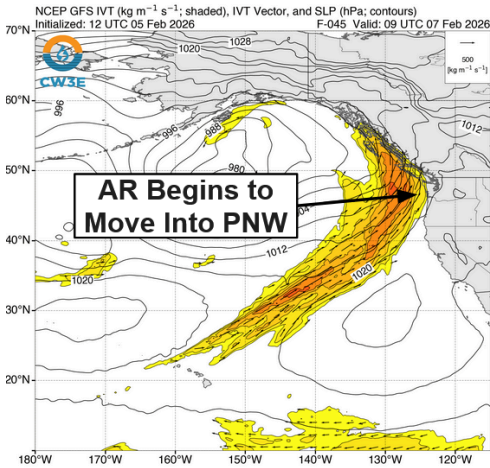 NCEP GFS IVT (kg m⁻¹ s⁻¹; shaded), IVT Vector, and SLP (hPa; contours)
Initialized: 12 UTC 05 Feb 2026 F-045 Valid: 09 UTC 07 Feb 2026
70°N
1028
1020
500
[kg m⁻¹ s⁻¹]
CW3E
996
60°N
996
988
1012
50°N
980
AR Begins to
Move Into PNW
1004
40°N
1012
1020
1020
30°N
20°N
180°W 170°W 160°W 150°W 140°W 130°W 120°W